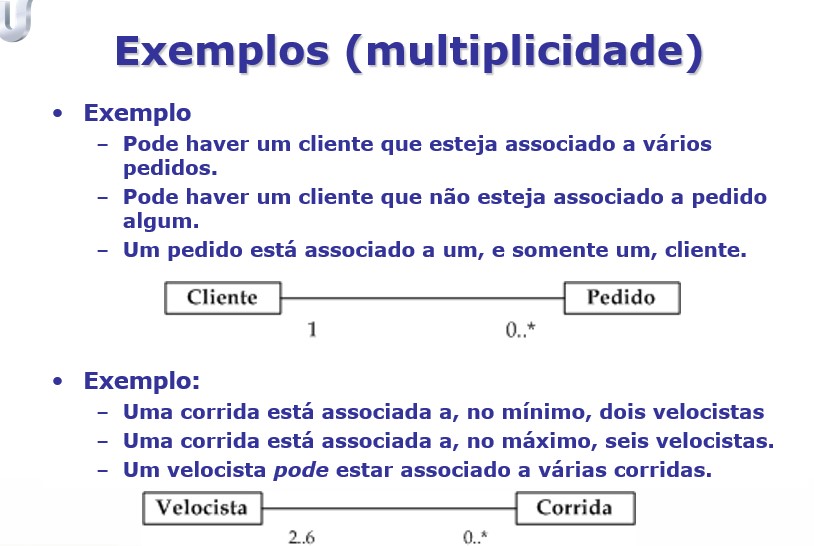 Exemplos (multiplicidade)
• Exemplo
– Pode haver um cliente que esteja associado a vários
pedidos.
– Pode haver um cliente que não esteja associado a pedido
algum.
– Um pedido está associado a um, e somente um, cliente.
Cliente Pedido
1 0..*
• Exemplo:
– Uma corrida está associada a, no mínimo, dois velocistas
– Uma corrida está associada a, no máximo, seis velocistas.
– Um velocista pode estar associado a várias corridas.
Velocista Corrida
2..6 0..*